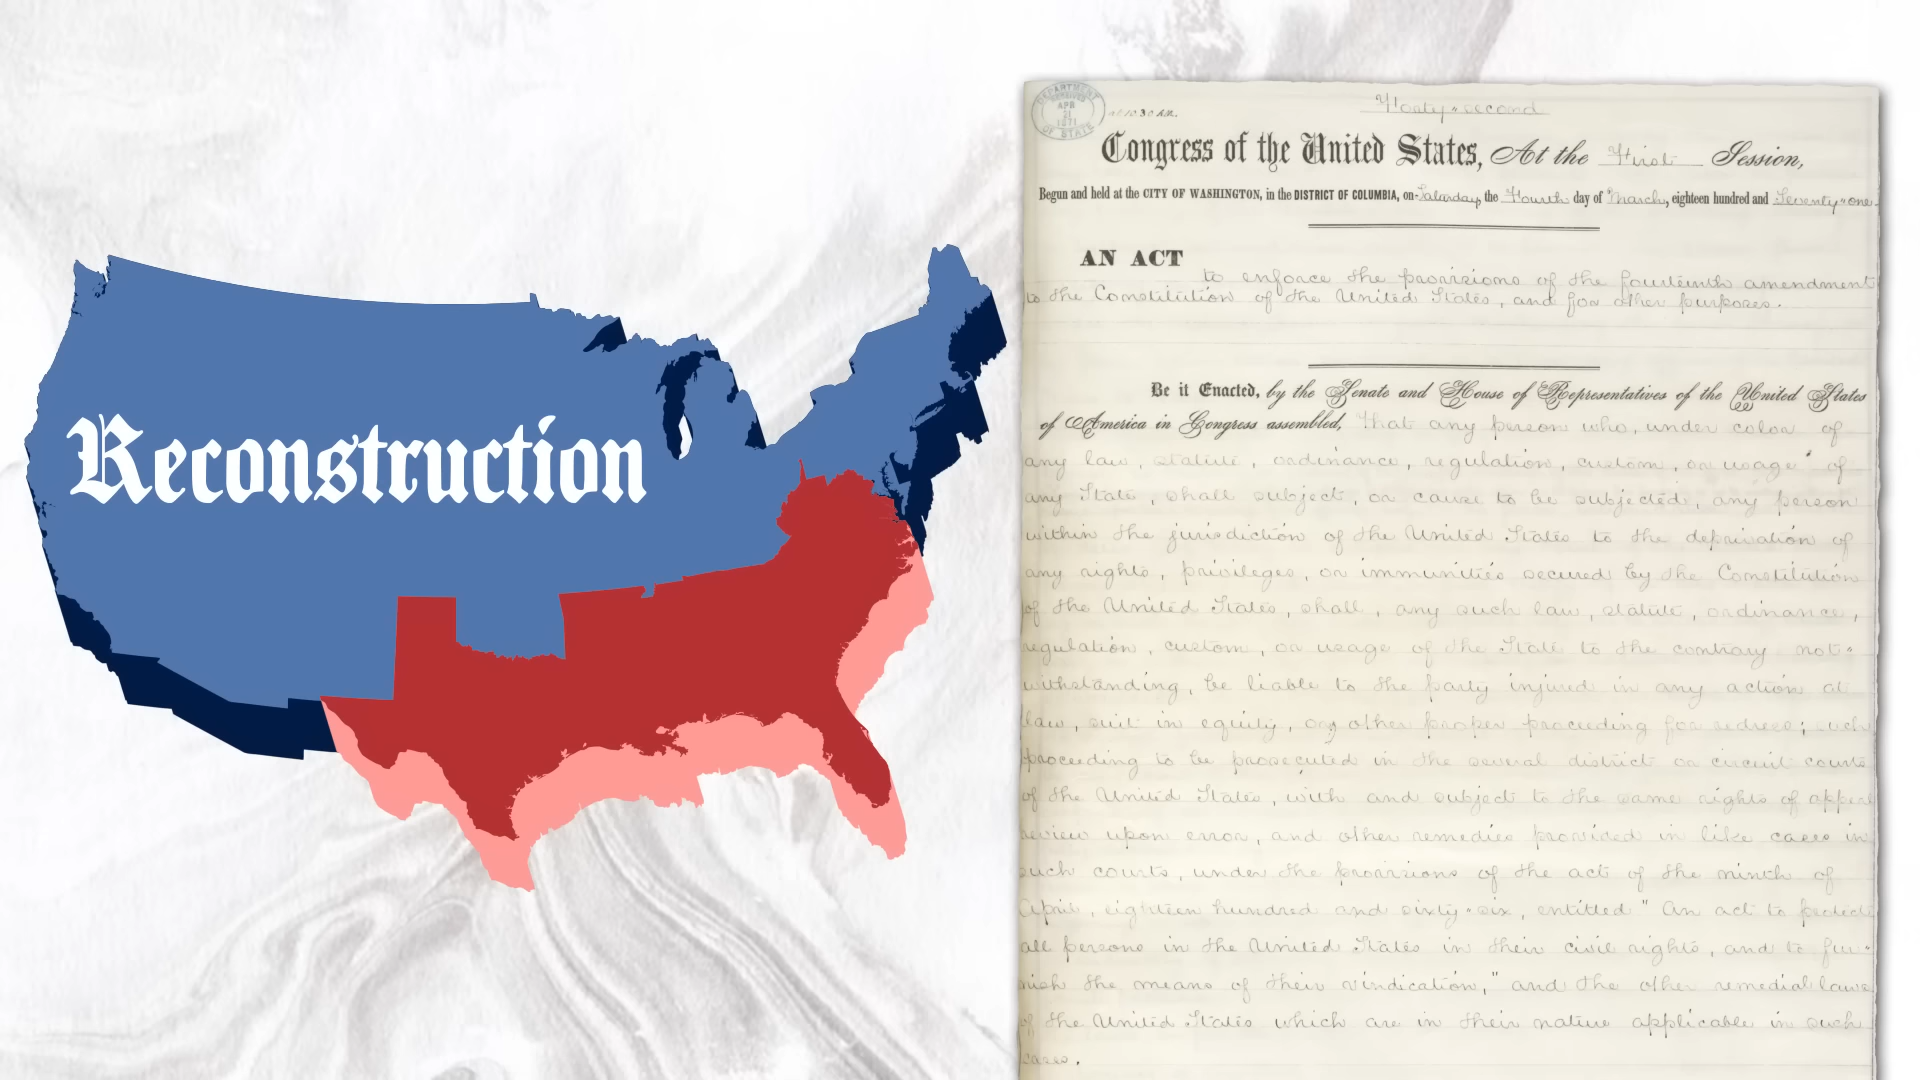 Reconstruction
DEPARTMENT
RECEIVED
APR
21
1871
OF STATE
at 10.30 A.M.
Forty-second
Congress of the United States, At the First Session,
Begun and held at the CITY OF WASHINGTON, in the DISTRICT OF COLUMBIA, on Saturday, the Fourth day of March, eighteen hundred and Seventy-one.
AN ACT
to enforce the provisions of the fourteenth amendment
to the Constitution of the United States, and for other purposes.
Be it Enacted, by the Senate and House of Representatives of the United States
of America in Congress assembled, That any person who, under color of
any law, statute, ordinance, regulation, custom, or usage of
any State, shall subject, or cause to be subjected, any person
within the jurisdiction of the United States to the deprivation of
any rights, privileges, or immunities secured by the Constitution
of the United States, shall, any such law, statute, ordinance,
regulation, custom, or usage of the State to the contrary not-
withstanding, be liable to the party injured in any action at
law, suit in equity, or other proper proceeding for redress; such
proceeding to be prosecuted in the several district or circuit courts
of the United States, with and subject to the same rights of appeal
review upon error, and other remedies provided in like cases in
such courts, under the provisions of the act of the ninth of
April, eighteen hundred and sixty-six, entitled "An act to protect
all persons in the United States in their civil rights, and to fur-
nish the means of their vindication," and the other remedial laws
of the United States which are in their nature applicable in such
cases.